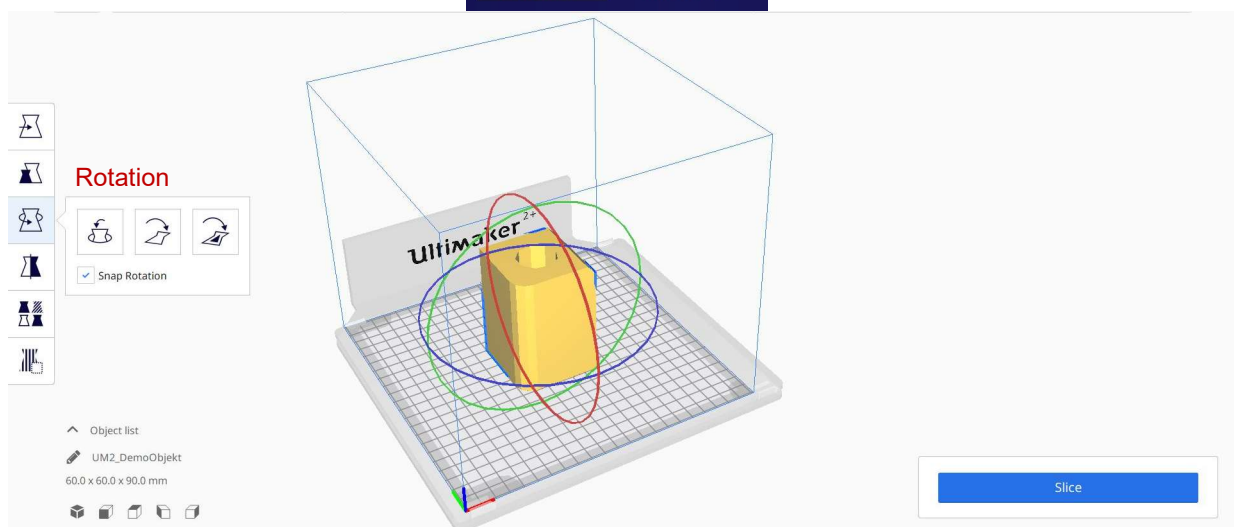 Rotation
Snap Rotation
Ultimaker 2+
Object list
UM2_DemoObjekt
60.0 x 60.0 x 90.0 mm
Slice